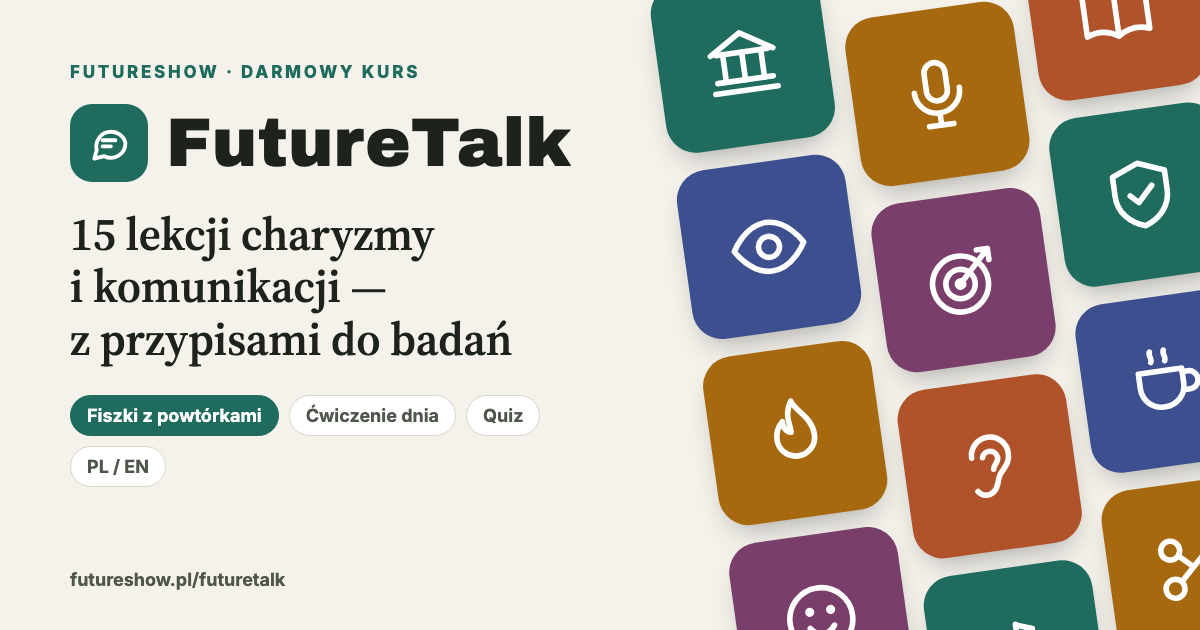 FUTURESHOW · DARMOWY KURS
FutureTalk
15 lekcji charyzmy
i komunikacji —
z przypisami do badań
Fiszki z powtórkami Ćwiczenie dnia Quiz
PL / EN
futureshow.pl/futuretalk